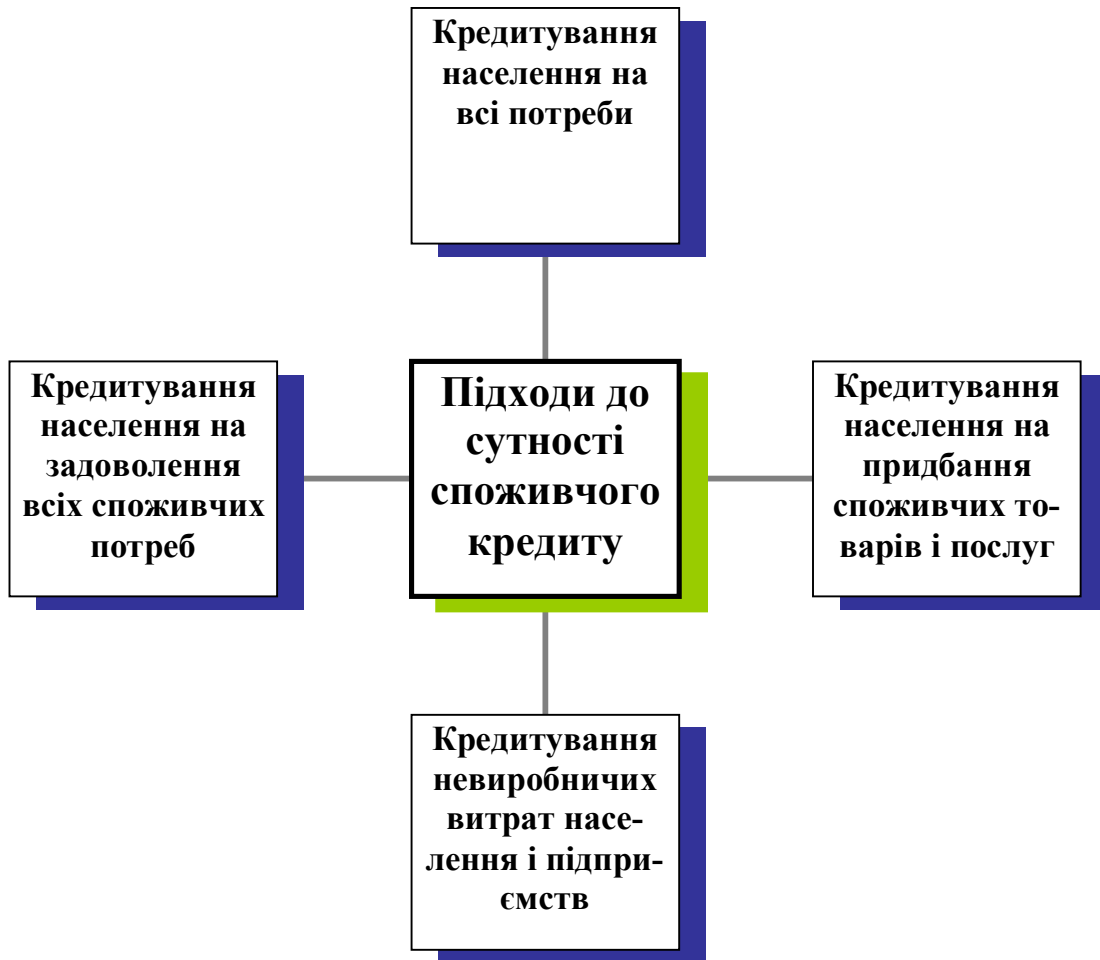 Кредитування
населення на
всі потреби
Кредитування
населення на
задоволення
всіх споживчих
потреб
Підходи до
сутності
споживчого
кредиту
Кредитування
населення на
придбання
споживчих то-
варів і послуг
Кредитування
невиробничих
витрат насе-
лення і підпри-
ємств